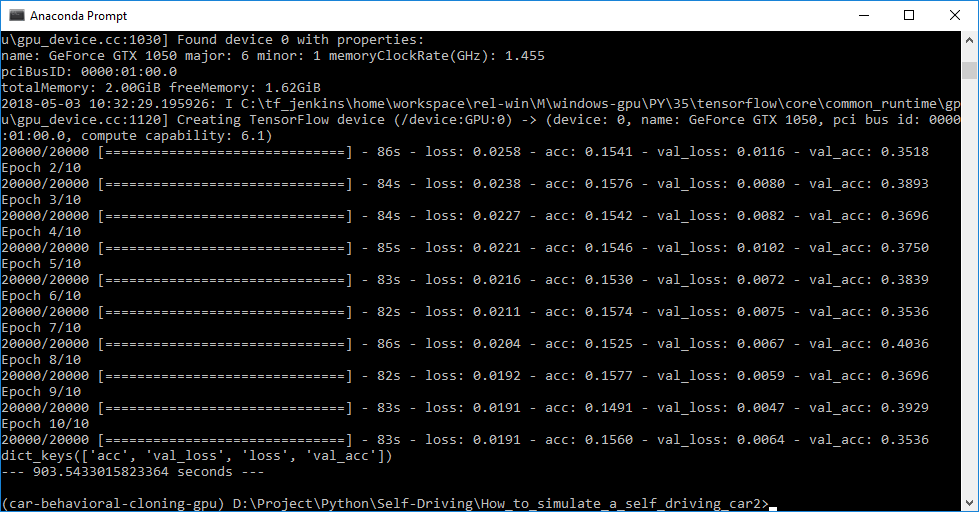 Anaconda Prompt
u\gpu_device.cc:1030] Found device 0 with properties:
name: GeForce GTX 1050 major: 6 minor: 1 memoryClockRate(GHz): 1.455
pciBusID: 0000:01:00.0
totalMemory: 2.00GiB freeMemory: 1.62GiB
2018-05-03 10:32:29.195926: I C:\tf_jenkins\home\workspace\rel-win\M\windows-gpu\PY\35\tensorflow\core\common_runtime\gp
u\gpu_device.cc:1120] Creating TensorFlow device (/device:GPU:0) -> (device: 0, name: GeForce GTX 1050, pci bus id: 0000
:01:00.0, compute capability: 6.1)
20000/20000 [==============================] - 86s - loss: 0.0258 - acc: 0.1541 - val_loss: 0.0116 - val_acc: 0.3518
Epoch 2/10
20000/20000 [==============================] - 84s - loss: 0.0238 - acc: 0.1576 - val_loss: 0.0080 - val_acc: 0.3893
Epoch 3/10
20000/20000 [==============================] - 84s - loss: 0.0227 - acc: 0.1542 - val_loss: 0.0082 - val_acc: 0.3696
Epoch 4/10
20000/20000 [==============================] - 85s - loss: 0.0221 - acc: 0.1546 - val_loss: 0.0102 - val_acc: 0.3750
Epoch 5/10
20000/20000 [==============================] - 83s - loss: 0.0216 - acc: 0.1530 - val_loss: 0.0072 - val_acc: 0.3839
Epoch 6/10
20000/20000 [==============================] - 82s - loss: 0.0211 - acc: 0.1574 - val_loss: 0.0075 - val_acc: 0.3536
Epoch 7/10
20000/20000 [==============================] - 86s - loss: 0.0204 - acc: 0.1525 - val_loss: 0.0067 - val_acc: 0.4036
Epoch 8/10
20000/20000 [==============================] - 82s - loss: 0.0192 - acc: 0.1577 - val_loss: 0.0059 - val_acc: 0.3696
Epoch 9/10
20000/20000 [==============================] - 83s - loss: 0.0191 - acc: 0.1491 - val_loss: 0.0047 - val_acc: 0.3929
Epoch 10/10
20000/20000 [==============================] - 83s - loss: 0.0191 - acc: 0.1560 - val_loss: 0.0064 - val_acc: 0.3536
dict_keys(['acc', 'val_loss', 'loss', 'val_acc'])
--- 903.5433015823364 seconds ---
(car-behavioral-cloning-gpu) D:\Project\Python\Self-Driving\How_to_simulate_a_self_driving_car2>